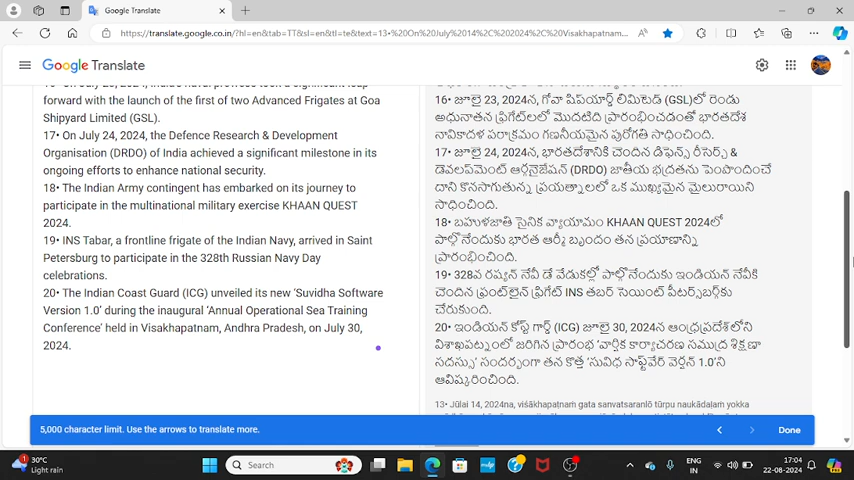 Google Translate
https://translate.google.co.in/?hl=en&tab=TT&sl=en&tl=te&text=13•%20On%20July%2014%2C%202024%2C%20Visakhapatnam...
Google Translate
forward with the launch of the first of two Advanced Frigates at Goa
Shipyard Limited (GSL).
17• On July 24, 2024, the Defence Research & Development
Organisation (DRDO) of India achieved a significant milestone in its
ongoing efforts to enhance national security.
18• The Indian Army contingent has embarked on its journey to
participate in the multinational military exercise KHAAN QUEST
2024.
19• INS Tabar, a frontline frigate of the Indian Navy, arrived in Saint
Petersburg to participate in the 328th Russian Navy Day
celebrations.
20• The Indian Coast Guard (ICG) unveiled its new 'Suvidha Software
Version 1.0' during the inaugural 'Annual Operational Sea Training
Conference' held in Visakhapatnam, Andhra Pradesh, on July 30,
2024.
16• జూలై 23, 2024న, గోవా షిప్‌యార్డ్ లిమిటెడ్ (GSL)లో రెండు
అధునాతన ఫ్రిగేట్‌లలో మొదటిది ప్రారంభించడంతో భారతదేశ
నావికాదళ పరాక్రమం గణనీయమైన పురోగతి సాధించింది.
17• జూలై 24, 2024న, భారతదేశానికి చెందిన డిఫెన్స్ రీసెర్చ్ &
డెవలప్‌మెంట్ ఆర్గనైజేషన్ (DRDO) జాతీయ భద్రతను పెంపొందించే
దాని కొనసాగుతున్న ప్రయత్నాలలో ఒక ముఖ్యమైన మైలురాయిని
సాధించింది.
18• బహుళజాతి సైనిక వ్యాయామం KHAAN QUEST 2024లో
పాల్గొనేందుకు భారత ఆర్మీ బృందం తన ప్రయాణాన్ని
ప్రారంభించింది.
19• 328వ రష్యన్ నేవీ డే వేడుకల్లో పాల్గొనేందుకు ఇండియన్ నేవీకి
చెందిన ఫ్రంట్‌లైన్ ఫ్రిగేట్ INS తబర్ సెయింట్ పీటర్స్‌బర్గ్‌కు
చేరుకుంది.
20• ఇండియన్ కోస్ట్ గార్డ్ (ICG) జూలై 30, 2024న ఆంధ్రప్రదేశ్‌లోని
విశాఖపట్నంలో జరిగిన ప్రారంభ 'వార్షిక కార్యాచరణ సముద్ర శిక్షణా
సదస్సు' సందర్భంగా తన కొత్త 'సువిధ సాఫ్ట్‌వేర్ వెర్షన్ 1.0'ని
ఆవిష్కరించింది.
13• Jūlai 14, 2024na, viśākhapaṭnaṁ gata sanvatsaranlō tūrpu naukādaḷaṁ yokka
5,000 character limit. Use the arrows to translate more.
Done
30°C
Light rain
Search
ENG
IN
17:04
22-08-2024